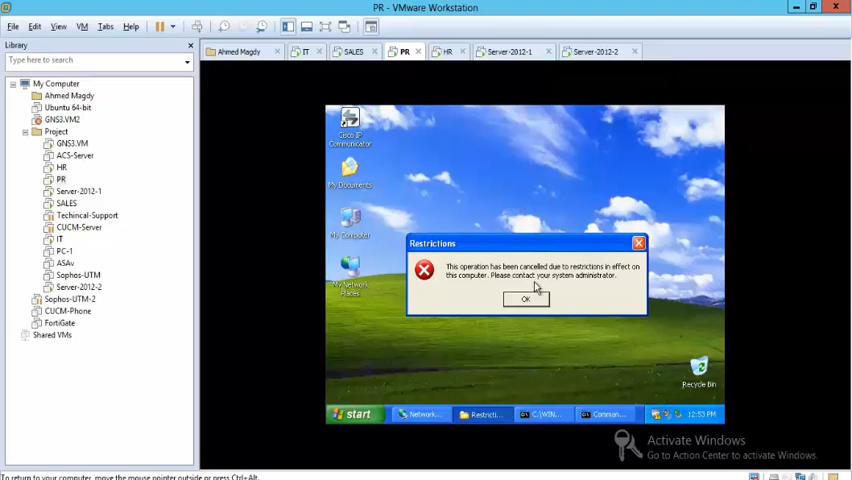 PR - VMware Workstation
File Edit View VM Tabs Help
Library
Type here to search
My Computer
Ahmed Magdy
Ubuntu 64-bit
GNS3.VM2
Project
GNS3.VM
ACS-Server
HR
PR
Server-2012-1
SALES
Techincal-Support
CUCM-Server
IT
PC-1
ASAv
Sophos-UTM
Server-2012-2
Sophos-UTM-2
CUCM-Phone
FortiGate
Shared VMs
Ahmed Magdy IT SALES PR HR Server-2012-1 Server-2012-2
Cisco IP
Communicator
My Documents
My Computer
My Network
Places
Restrictions
This operation has been cancelled due to restrictions in effect on
this computer. Please contact your system administrator.
OK
Recycle Bin
start Network... Restricti... C:\WIN... Comman... 12:53 PM
Activate Windows
Go to Action Center to activate Windows.
To return to your computer, move the mouse pointer outside or press Ctrl+Alt.